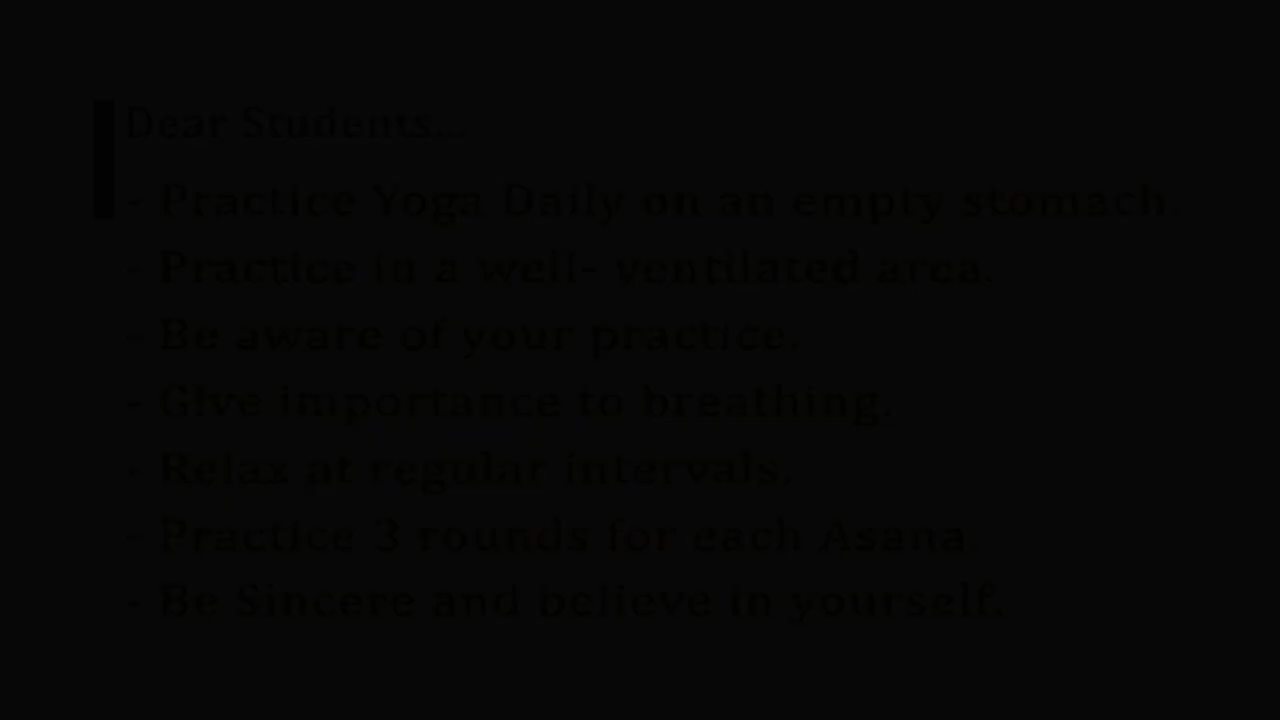 Dear Students...
- Practice Yoga Daily on an empty stomach.
- Practice in a well- ventilated area.
- Be aware of your practice.
- Give importance to breathing.
- Relax at regular intervals.
- Practice 3 rounds for each Asana.
- Be Sincere and believe in yourself.